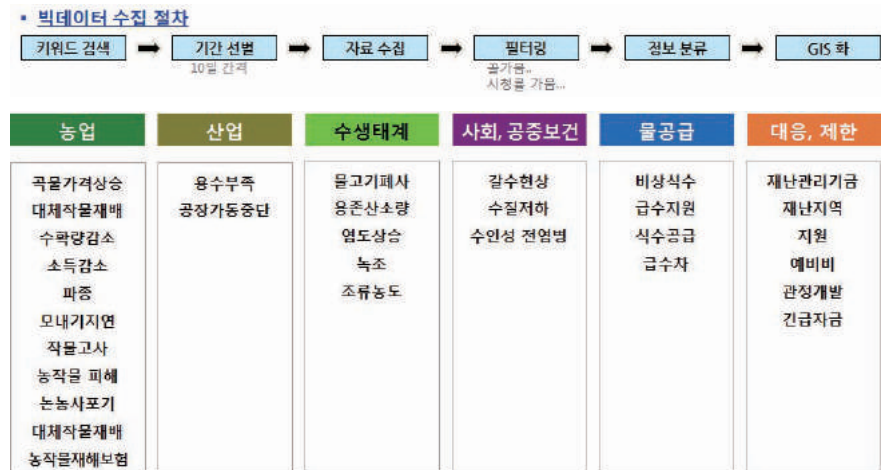 • 빅데이터 수집 절차
키워드 검색 ➡ 기간 선별 ➡ 자료 수집 ➡ 필터링 ➡ 정보 분류 ➡ GIS 화
10일 간격
골가뭄..
시청률 가뭄...
농업
곡물가격상승
대체작물재배
수확량감소
소득감소
파종
모내기지연
작물고사
농작물 피해
논농사포기
대체작물재배
농작물재해보험
산업
용수부족
공장가동중단
수생태계
물고기폐사
용존산소량
염도상승
녹조
조류농도
사회, 공중보건
갈수현상
수질저하
수인성 전염병
물공급
비상식수
급수지원
식수공급
급수차
대응, 제한
재난관리기금
재난지역
지원
예비비
관정개발
긴급자금